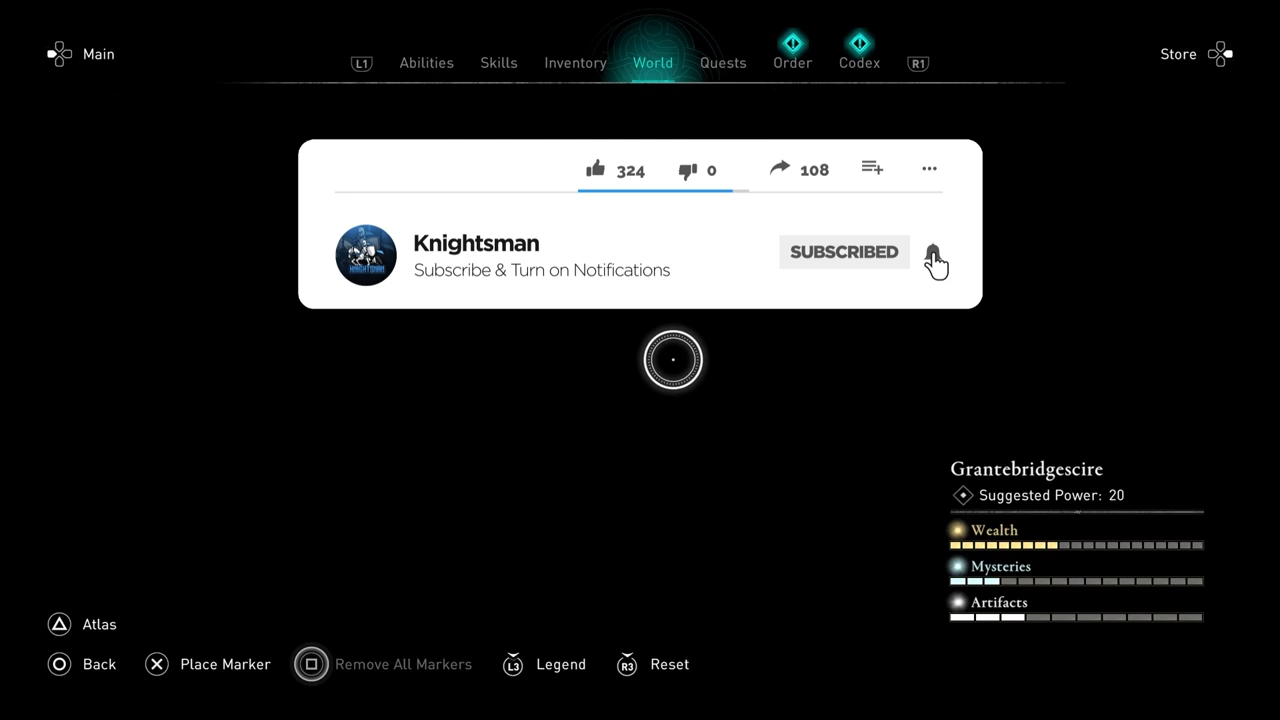 Main
L1 Abilities Skills Inventory World Quests Order Codex R1
Store
324 0 108
Knightsman
Subscribe & Turn on Notifications
SUBSCRIBED
KNIGHTSMAN
Grantebridgescire
Suggested Power: 20
Wealth
Mysteries
Artifacts
Atlas
Back Place Marker Remove All Markers L3 Legend R3 Reset